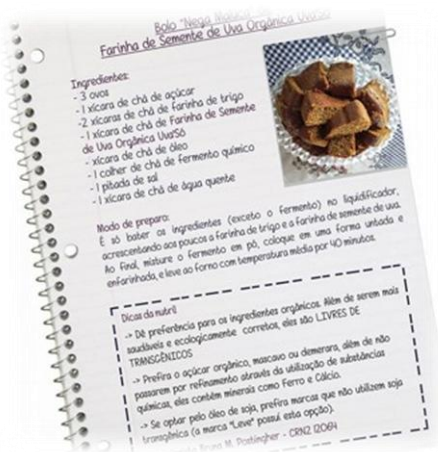 Bolo "Nega Maluca" de
Farinha de Semente de Uva Orgânica Uva'Só
Ingredientes:
- 3 ovos
- 1 xícara de chá de açúcar
- 2 xícaras de chá de farinha de trigo
- 1 xícara de chá de Farinha de Semente
de Uva Orgânica Uva'Só
- xícara de chá de óleo
- 1 colher de chá de fermento químico
- 1 pitada de sal
- 1 xícara de chá de água quente
Modo de preparo:
É só bater os ingredientes (exceto o fermento) no liquidificador,
acrescentando aos poucos a farinha de trigo e a farinha de semente de uva.
Ao final, misture o fermento em pó, coloque em uma forma untada e
enfarinhada, e leve ao forno com temperatura média por 40 minutos.
Dicas da nutri!
-> Dê preferência para os ingredientes orgânicos. Além de serem mais
saudáveis e ecologicamente corretos, eles são LIVRES DE
TRANSGÊNICOS
-> Prefira o açúcar orgânico, mascavo ou demerara, além de não
passarem por refinamento através da utilização de substâncias
químicas, eles contém minerais como Ferro e Cálcio.
-> Se optar pelo óleo de soja, prefira marcas que não utilizem soja
transgênica (a marca "Leve" possui esta opção).
Bruna M. Postingher - CRN2 12064